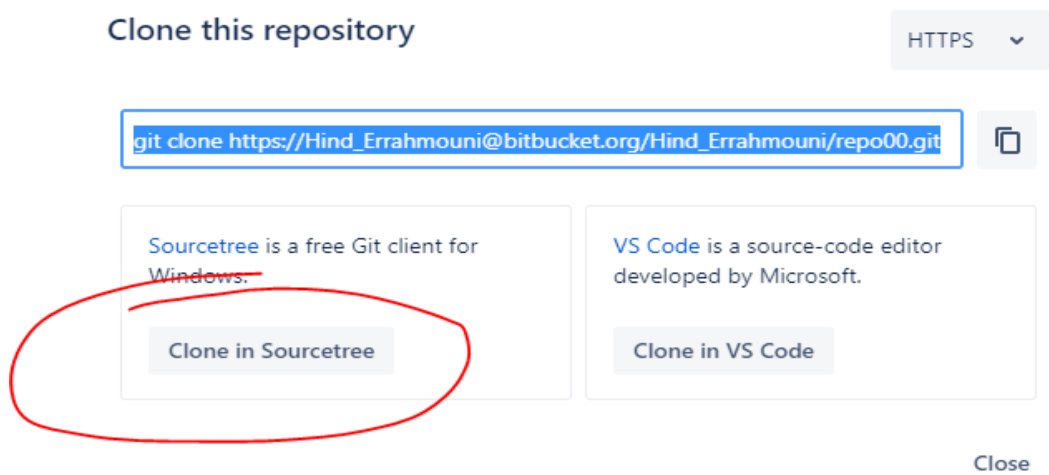 Clone this repository
HTTPS
git clone https://Hind_Errahmouni@bitbucket.org/Hind_Errahmouni/repo00.git
Sourcetree is a free Git client for
Windows.
Clone in Sourcetree
VS Code is a source-code editor
developed by Microsoft.
Clone in VS Code
Close